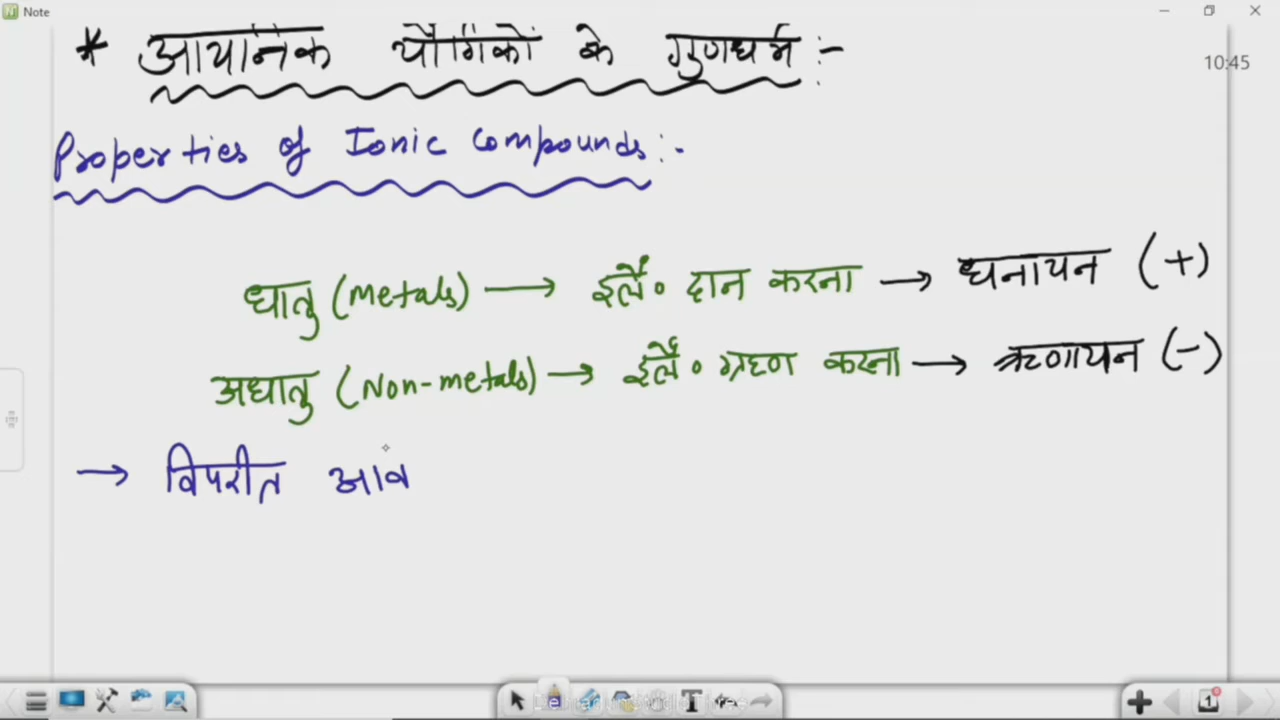 Note
* आयनिक यौगिकों के गुणधर्म :-
10:45
Properties of Ionic Compounds :-
धातु (Metals) → इलै॰ दान करना → धनायन (+)
अधातु (Non-metals) → इलै॰ ग्रहण करना → ऋणायन (-)
→ विपरीत आव